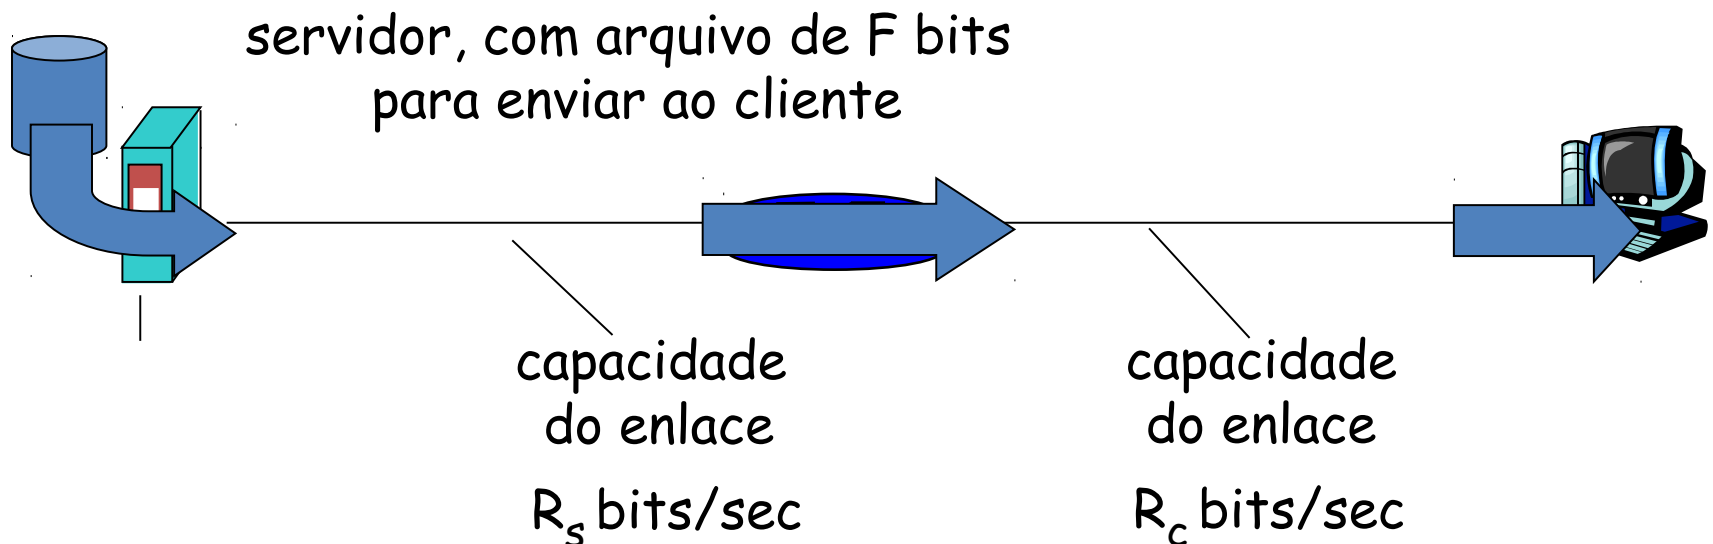 servidor, com arquivo de F bits
para enviar ao cliente
capacidade
do enlace
Rs bits/sec
capacidade
do enlace
Rc bits/sec